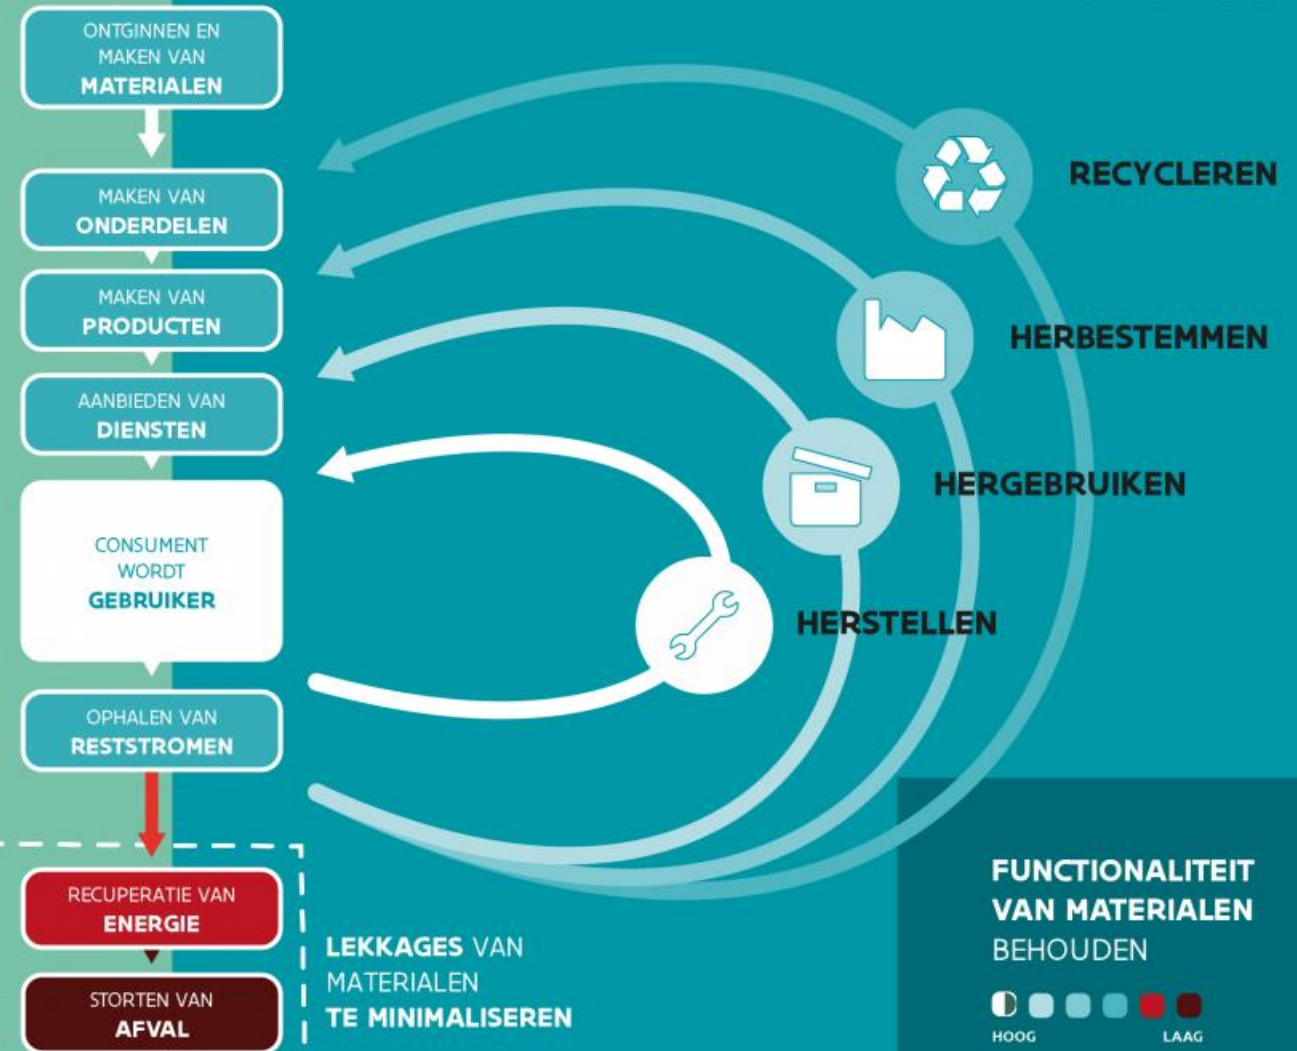 ONTGINNEN EN
MAKEN VAN
MATERIALEN
MAKEN VAN
ONDERDELEN
MAKEN VAN
PRODUCTEN
AANBIEDEN VAN
DIENSTEN
CONSUMENT
WORDT
GEBRUIKER
OPHALEN VAN
RESTSTROMEN
RECUPERATIE VAN
ENERGIE
STORTEN VAN
AFVAL
RECYCLEREN
HERBESTEMMEN
HERGEBRUIKEN
HERSTELLEN
LEKKAGES VAN
MATERIALEN
TE MINIMALISEREN
FUNCTIONALITEIT
VAN MATERIALEN
BEHOUDEN
HOOG LAAG